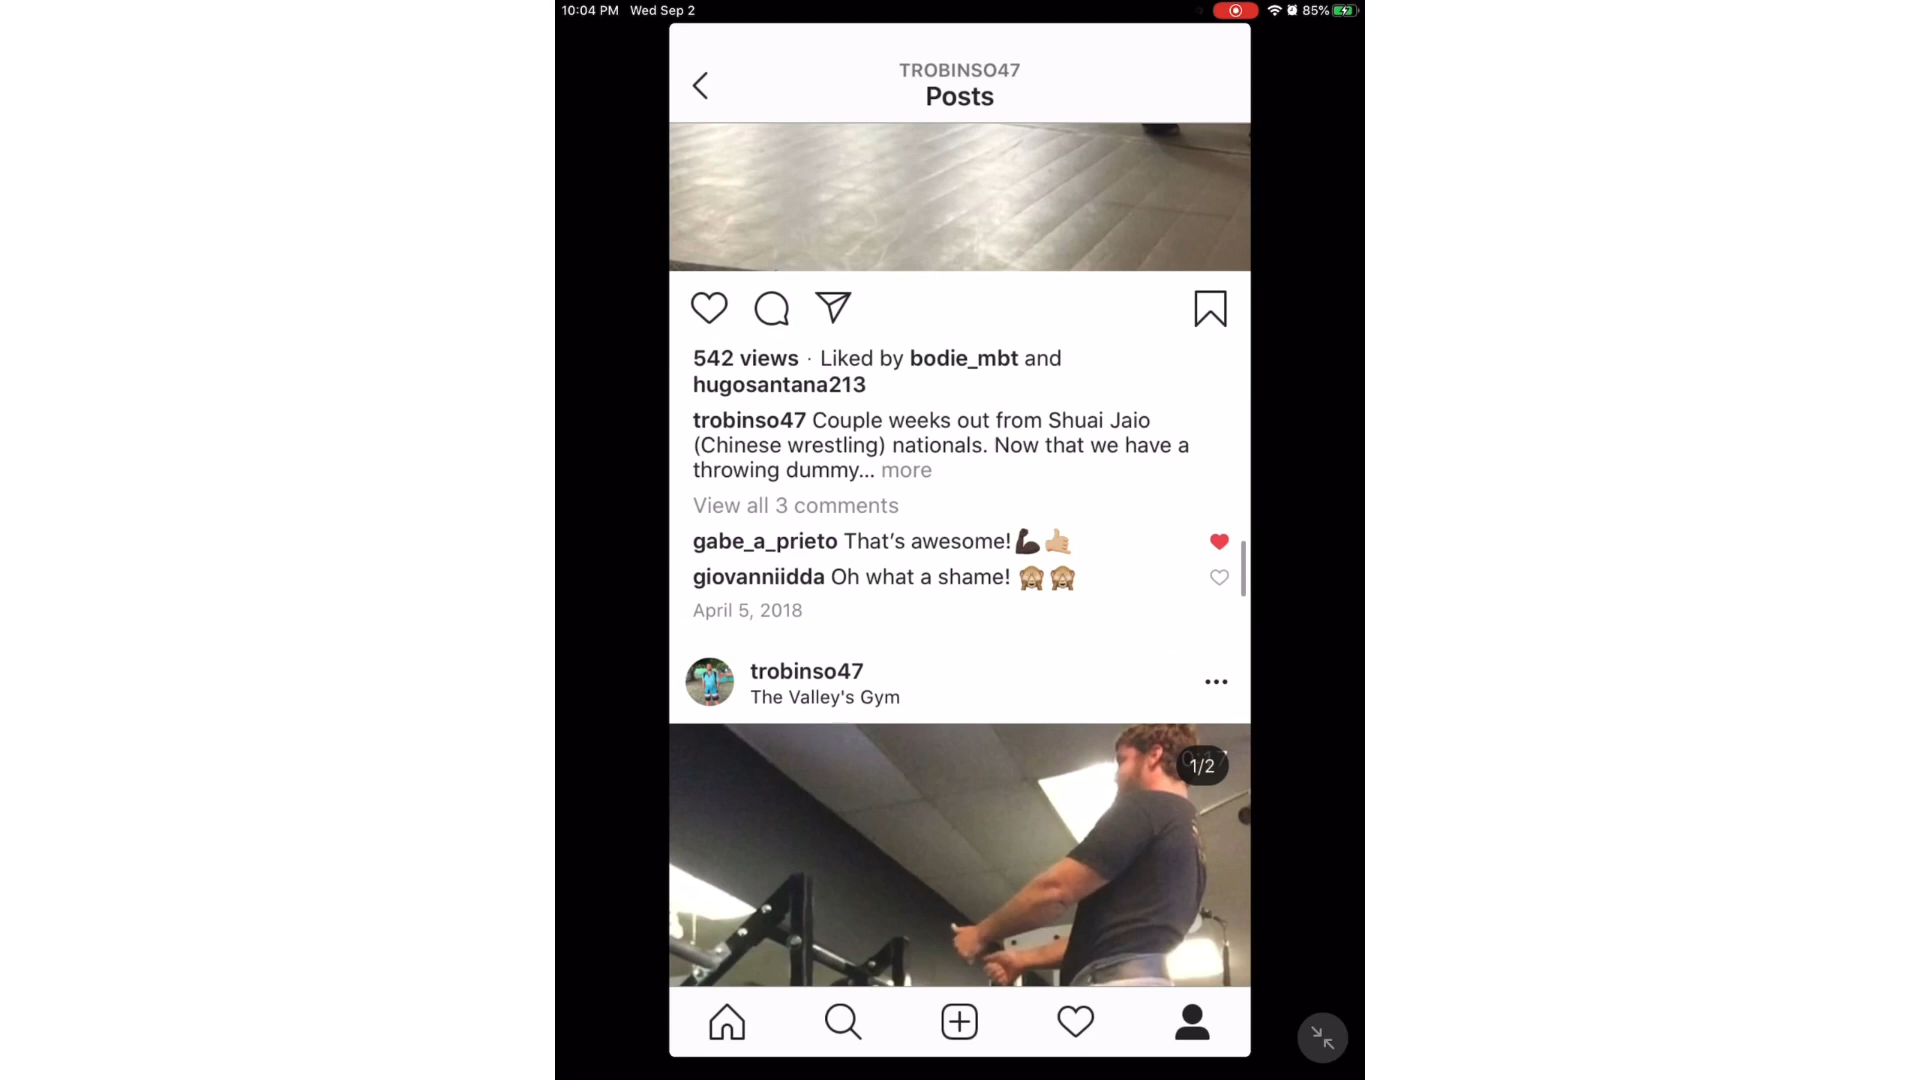 10:04 PM Wed Sep 2
85%
TROBINSO47
Posts
542 views · Liked by bodie_mbt and
hugosantana213
trobinso47 Couple weeks out from Shuai Jaio
(Chinese wrestling) nationals. Now that we have a
throwing dummy... more
View all 3 comments
gabe_a_prieto That's awesome!💪🏿🤙🏼
giovanniidda Oh what a shame! 🙈🙈
April 5, 2018
trobinso47
The Valley's Gym
1/2